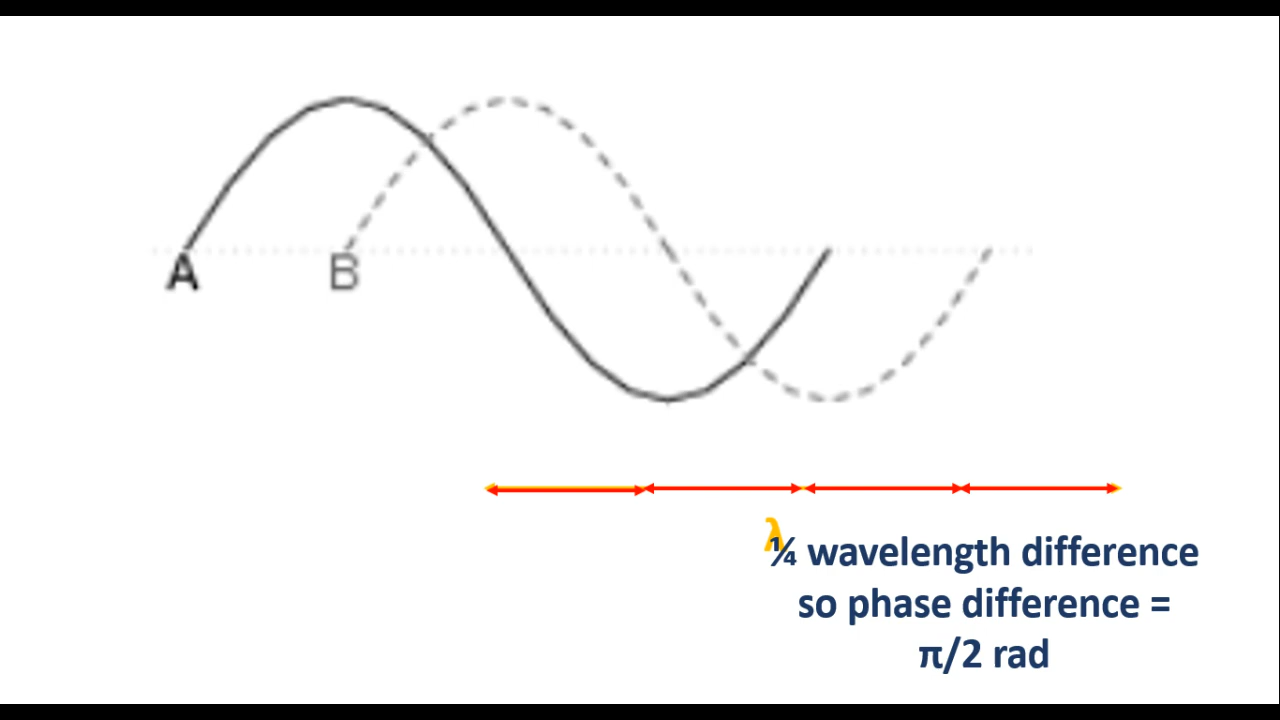 A
B
λ
¼ wavelength difference
so phase difference =
π/2 rad